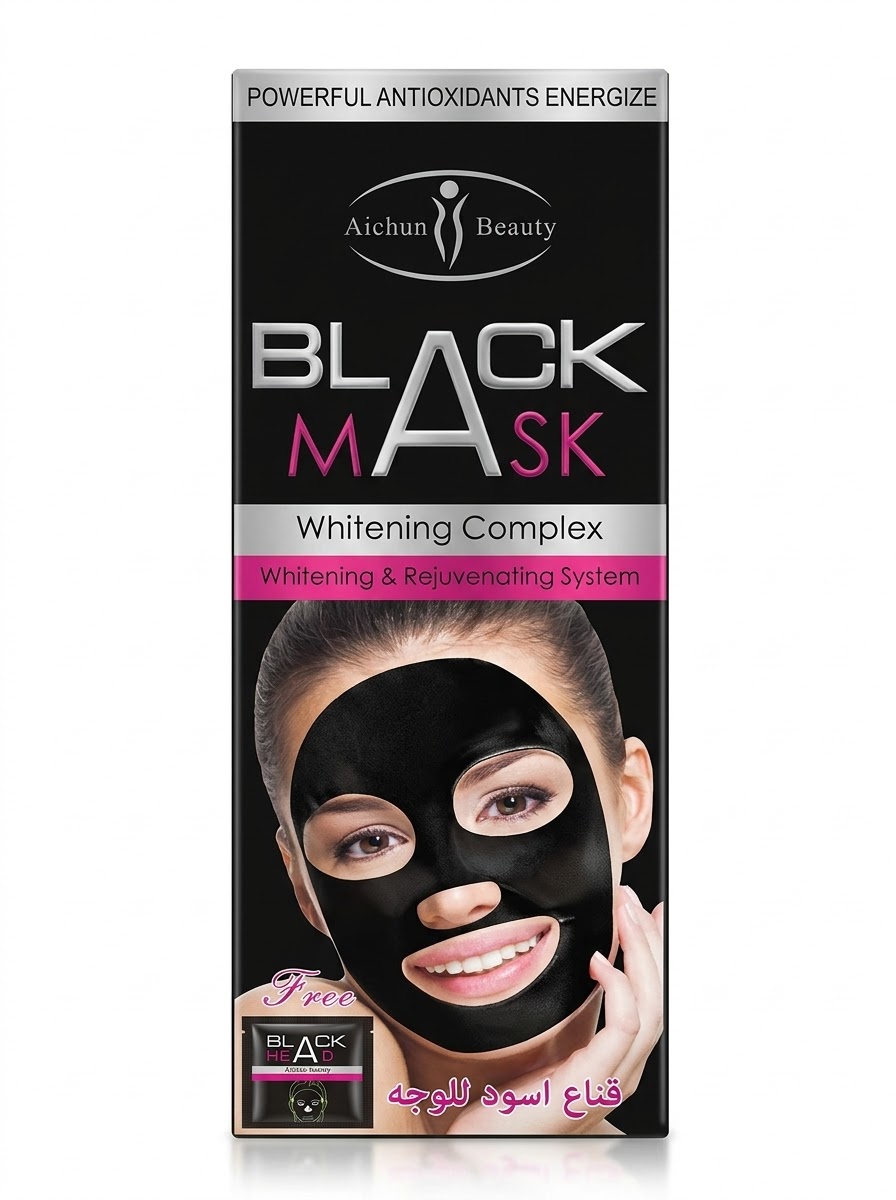 POWERFUL ANTIOXIDANTS ENERGIZE
Aichun Beauty
BLACK
MASK
Whitening Complex
Whitening & Rejuvenating System
Free
BLACK
HEAD
قناع اسود للوجه